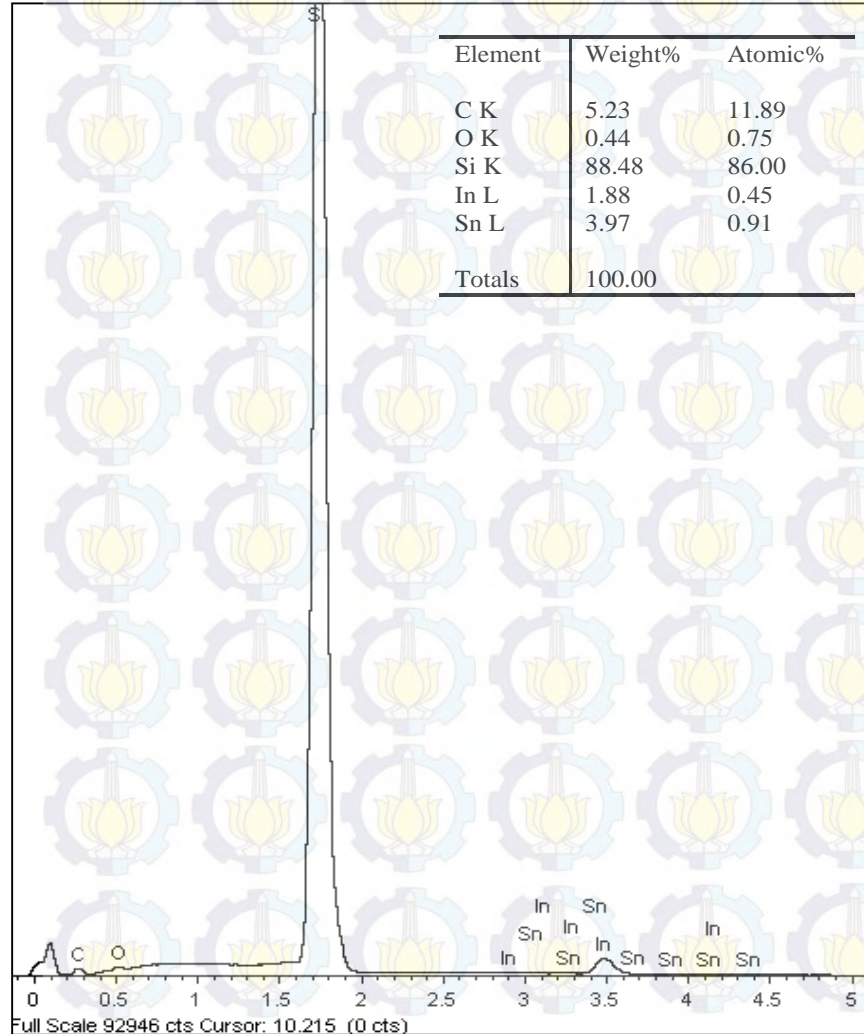 S
Element Weight% Atomic%
C K 5.23 11.89
O K 0.44 0.75
Si K 88.48 86.00
In L 1.88 0.45
Sn L 3.97 0.91
Totals 100.00
In Sn
Sn In In
C O In Sn In Sn Sn Sn Sn
0 0.5 1 1.5 2 2.5 3 3.5 4 4.5 5
Full Scale 92946 cts Cursor: 10.215 (0 cts)